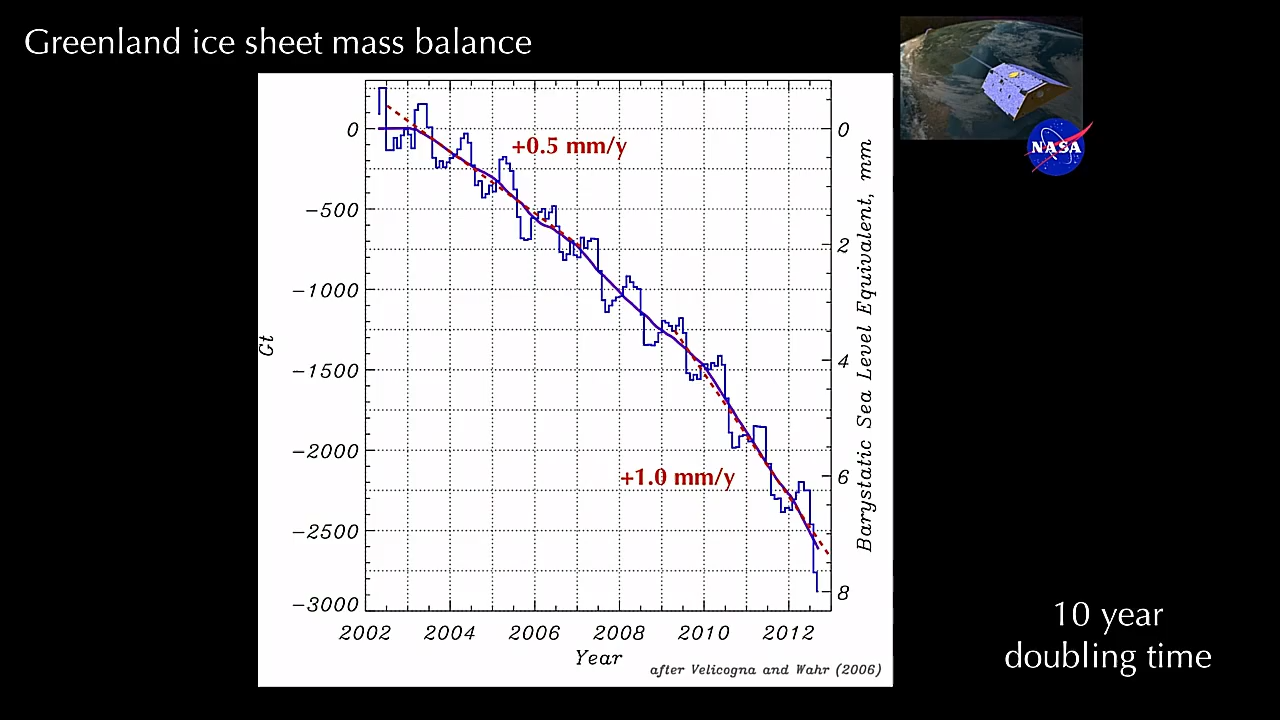 Greenland ice sheet mass balance
NASA
+0.5 mm/y
+1.0 mm/y
0
−500
−1000
−1500
−2000
−2500
−3000
Gt
0
2
4
6
8
Barystatic Sea Level Equivalent, mm
2002 2004 2006 2008 2010 2012
Year
after Velicogna and Wahr (2006)
10 year
doubling time